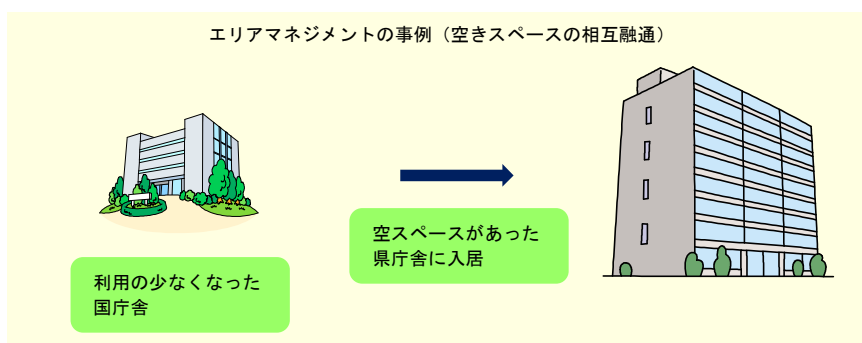 エリアマネジメントの事例（空きスペースの相互融通）
空スペースがあった
県庁舎に入居
利用の少なくなった
国庁舎